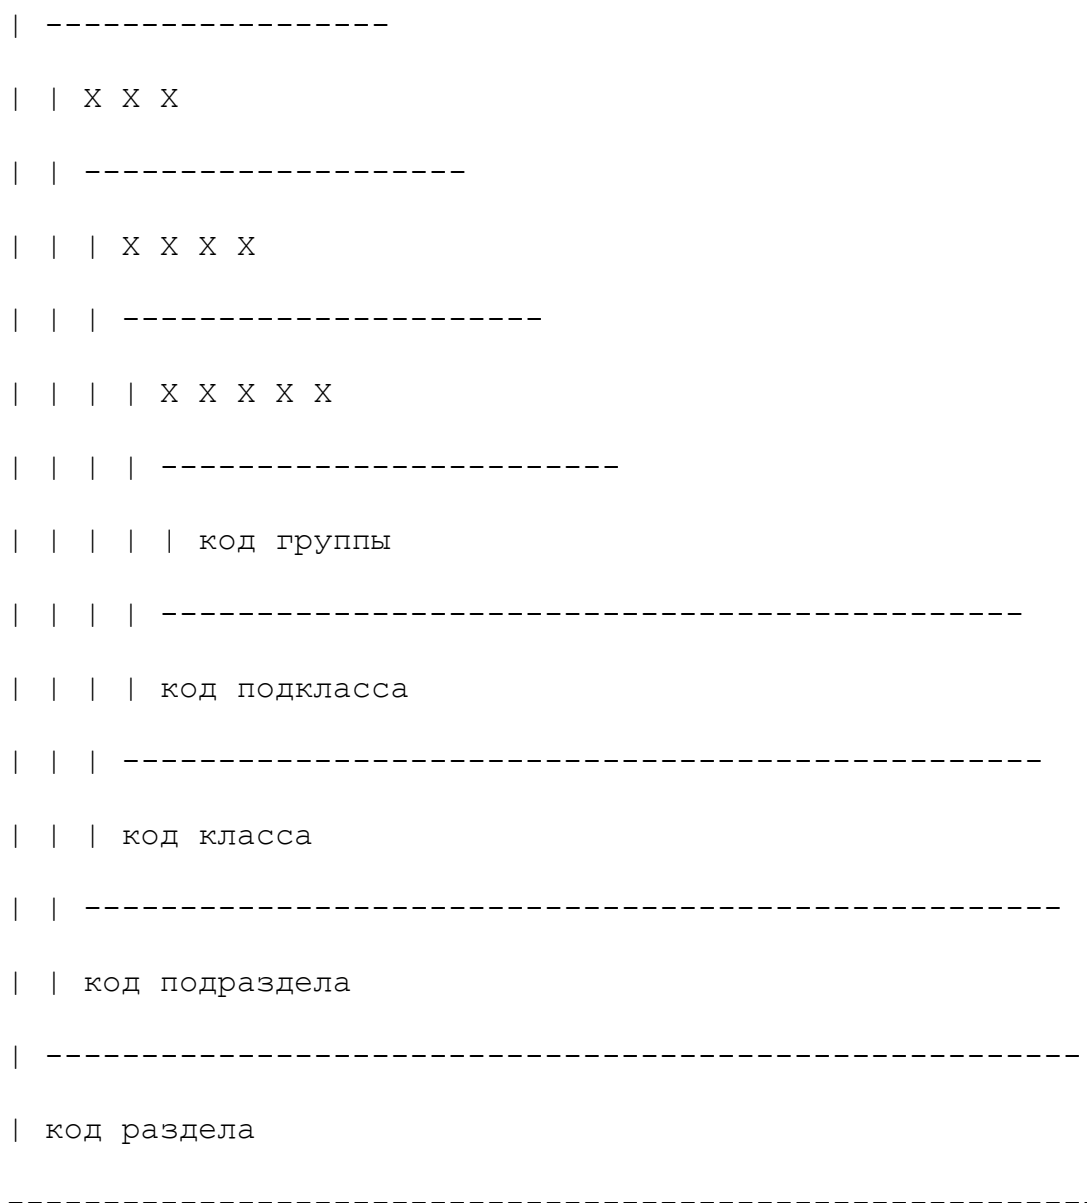 | ------------------
| | X X X
| | --------------------
| | | X X X X
| | | ----------------------
| | | | X X X X X
| | | | ------------------------
| | | | | код группы
| | | | ---------------------------------------------
| | | | код подкласса
| | | ------------------------------------------------
| | | код класса
| | ---------------------------------------------------
| | код подраздела
| ------------------------------------------------------
| код раздела
---------------------------------------------------------